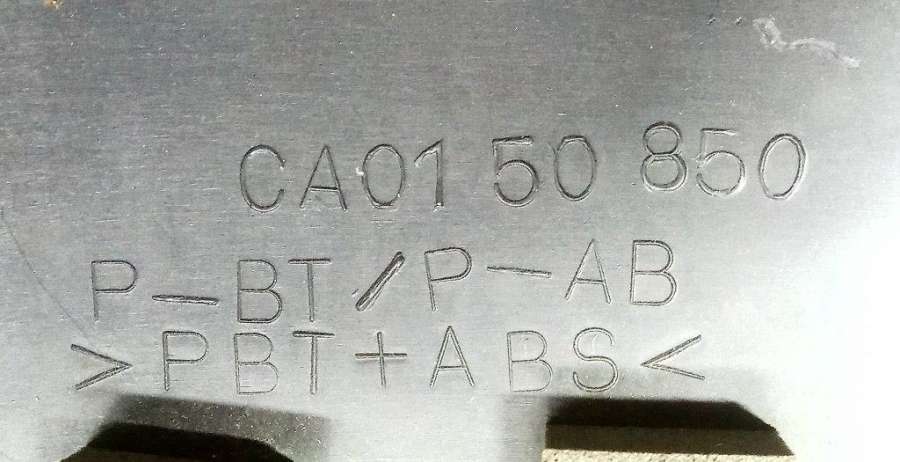 CA01 50 850
P-BT/P-AB
>PBT+ABS<